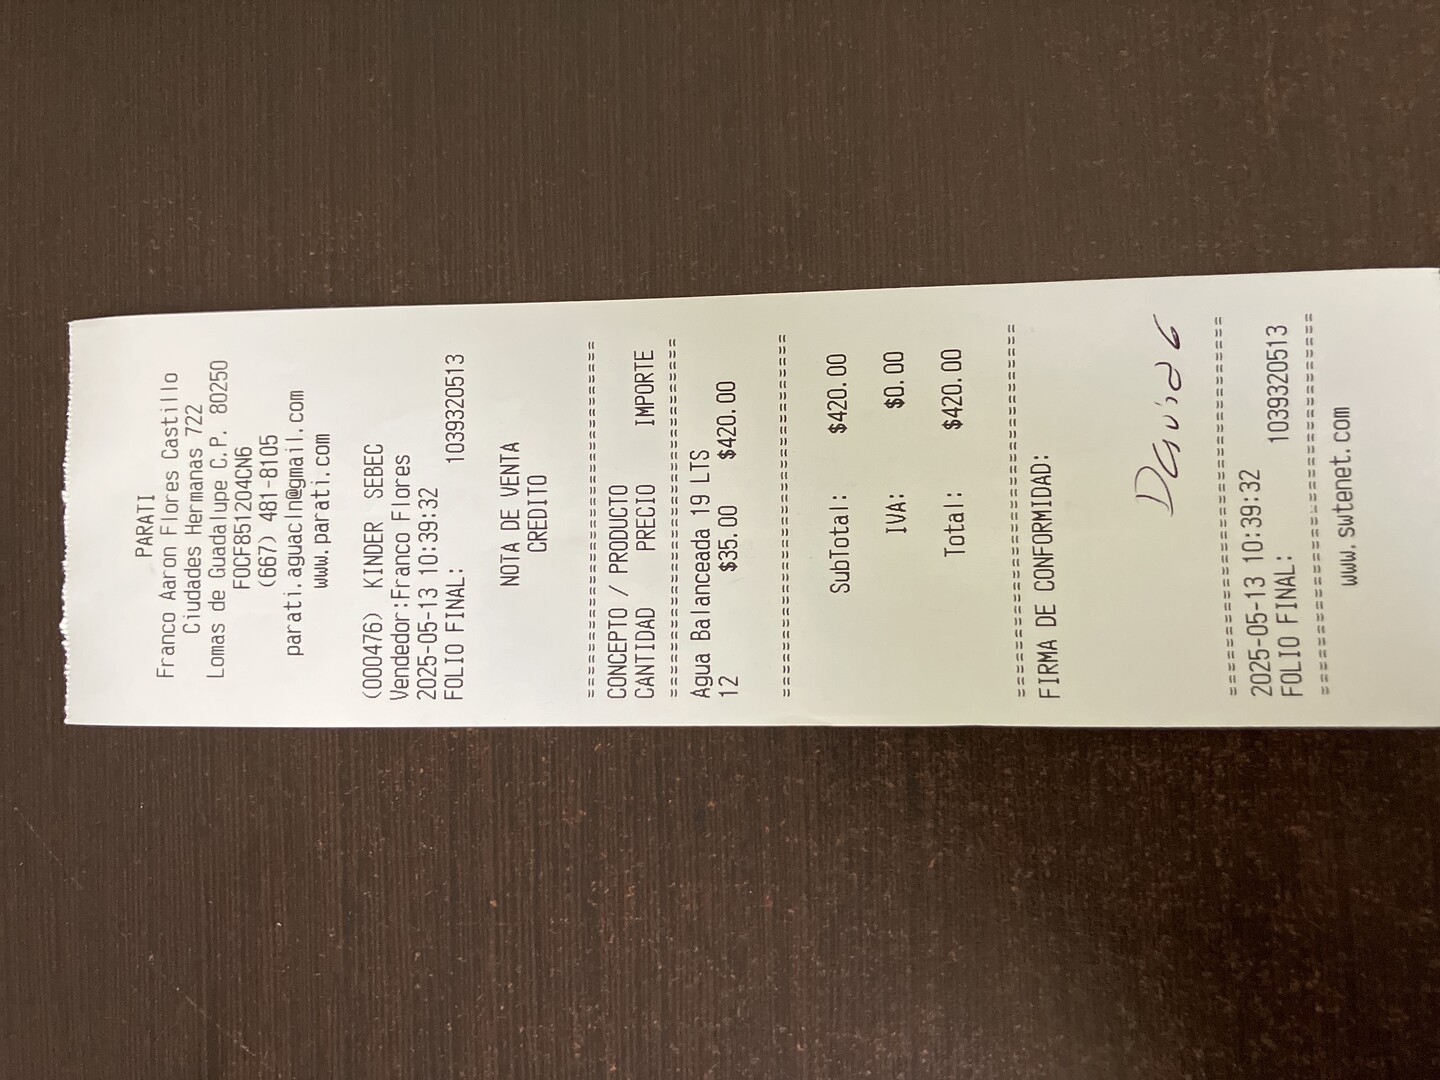 PARATI
Franco Aaron Flores Castillo
Ciudades Hermanas 722
Lomas de Guadalupe C.P. 80250
FOCF851204CN6
(667) 481-8105
parati.aguacln@gmail.com
www.parati.com
(000476) KINDER SEBEC
Vendedor:Franco Flores
2025-05-13 10:39:32
FOLIO FINAL: 1039320513
NOTA DE VENTA
CREDITO
==========================
CONCEPTO / PRODUCTO
CANTIDAD PRECIO IMPORTE
==========================
Agua Balanceada 19 LTS
12 $35.00 $420.00
==========================
SubTotal: $420.00
IVA: $0.00
Total: $420.00
==========================
FIRMA DE CONFORMIDAD:
David G
==========================
2025-05-13 10:39:32
FOLIO FINAL: 1039320513
==========================
www.swtenet.com